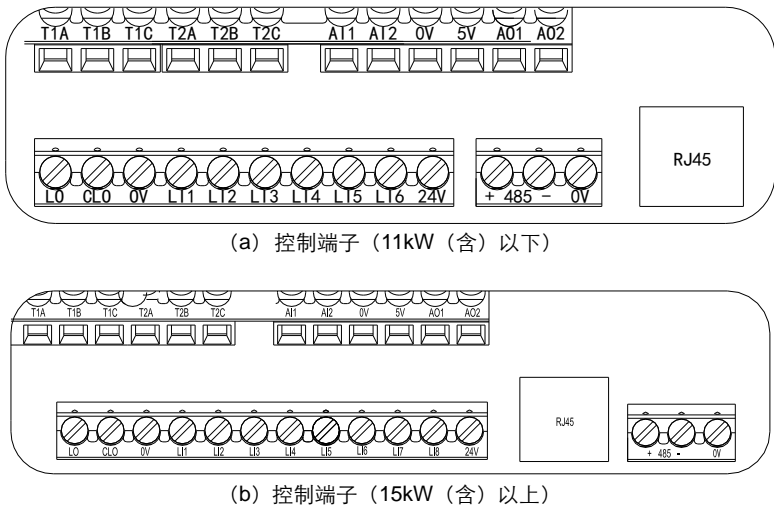 T1A T1B T1C T2A T2B T2C AI1 AI2 0V 5V AO1 AO2
RJ45
LO CLO 0V LI1 LI2 LI3 LI4 LI5 LI6 24V + 485 - 0V
(a) 控制端子（11kW（含）以下）
T1A T1B T1C T2A T2B T2C AI1 AI2 0V 5V AO1 AO2
RJ45
LO CLO 0V LI1 LI2 LI3 LI4 LI5 LI6 LI7 LI8 24V + 485 - 0V
(b) 控制端子（15kW（含）以上）